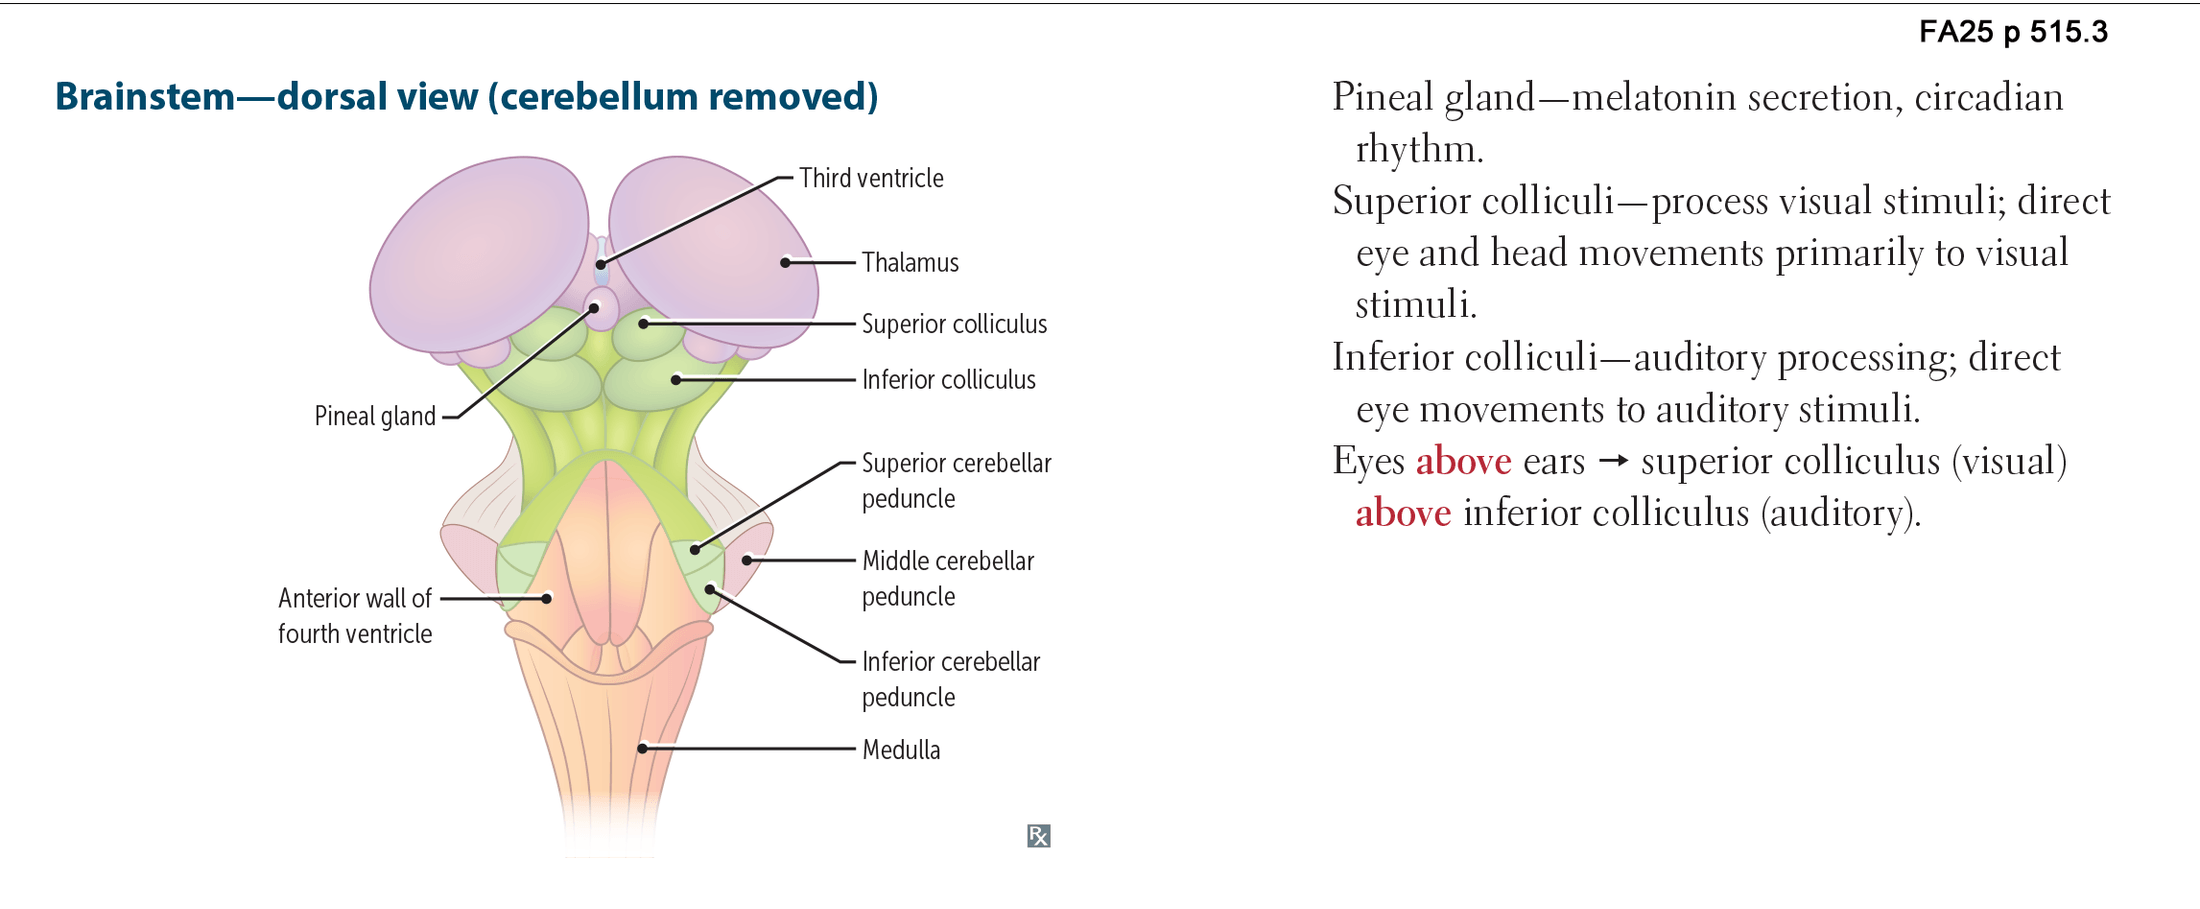 FA25 p 515.3
Brainstem—dorsal view (cerebellum removed)
Third ventricle
Thalamus
Superior colliculus
Inferior colliculus
Pineal gland
Superior cerebellar
peduncle
Middle cerebellar
peduncle
Anterior wall of
fourth ventricle
Inferior cerebellar
peduncle
Medulla
Rx
Pineal gland—melatonin secretion, circadian
rhythm.
Superior colliculi—process visual stimuli; direct
eye and head movements primarily to visual
stimuli.
Inferior colliculi—auditory processing; direct
eye movements to auditory stimuli.
Eyes above ears → superior colliculus (visual)
above inferior colliculus (auditory).